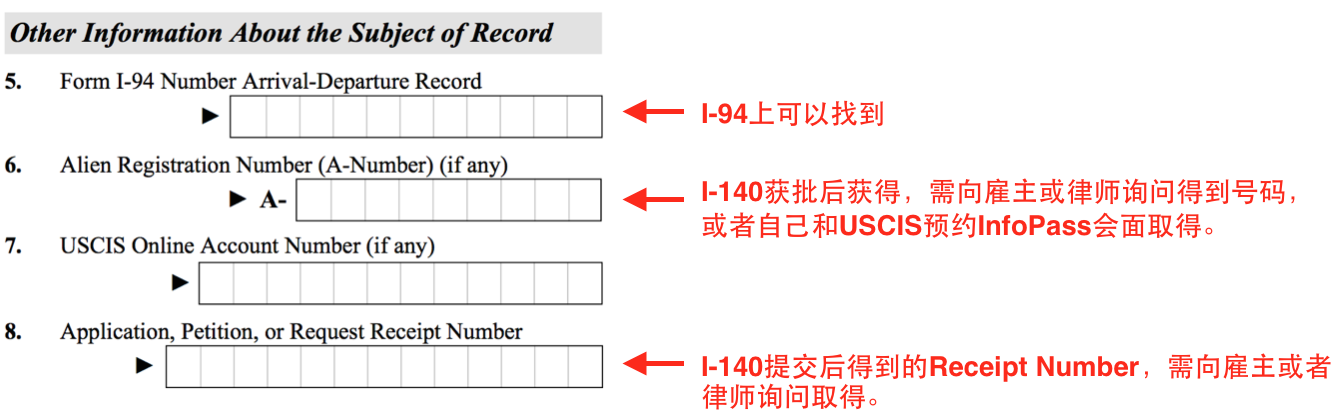 Other Information About the Subject of Record
5. Form I-94 Number Arrival-Departure Record
I-94上可以找到
6. Alien Registration Number (A-Number) (if any)
A-
I-140获批后获得，需向雇主或律师询问得到号码，
或者自己和USCIS预约InfoPass会面取得。
7. USCIS Online Account Number (if any)
8. Application, Petition, or Request Receipt Number
I-140提交后得到的Receipt Number，需向雇主或者
律师询问取得。